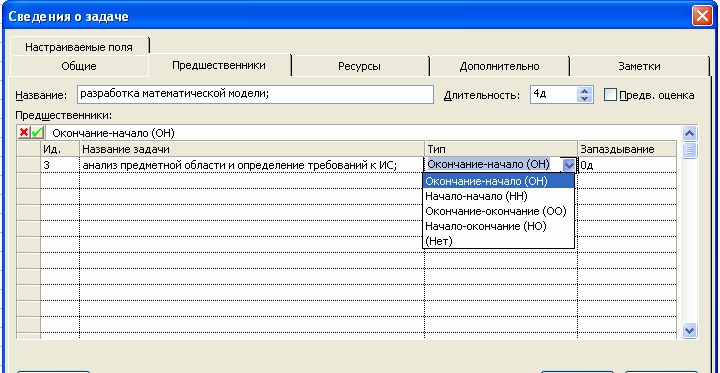 Сведения о задаче
Настраиваемые поля
Общие Предшественники Ресурсы Дополнительно Заметки
Название: разработка математической модели; Длительность: 4д Предв. оценка
Предшественники:
Окончание-начало (ОН)
Ид. Название задачи Тип Запаздывание
3 анализ предметной области и определение требований к ИС; Окончание-начало (ОН) 0д
Окончание-начало (ОН)
Начало-начало (НН)
Окончание-окончание (ОО)
Начало-окончание (НО)
(Нет)